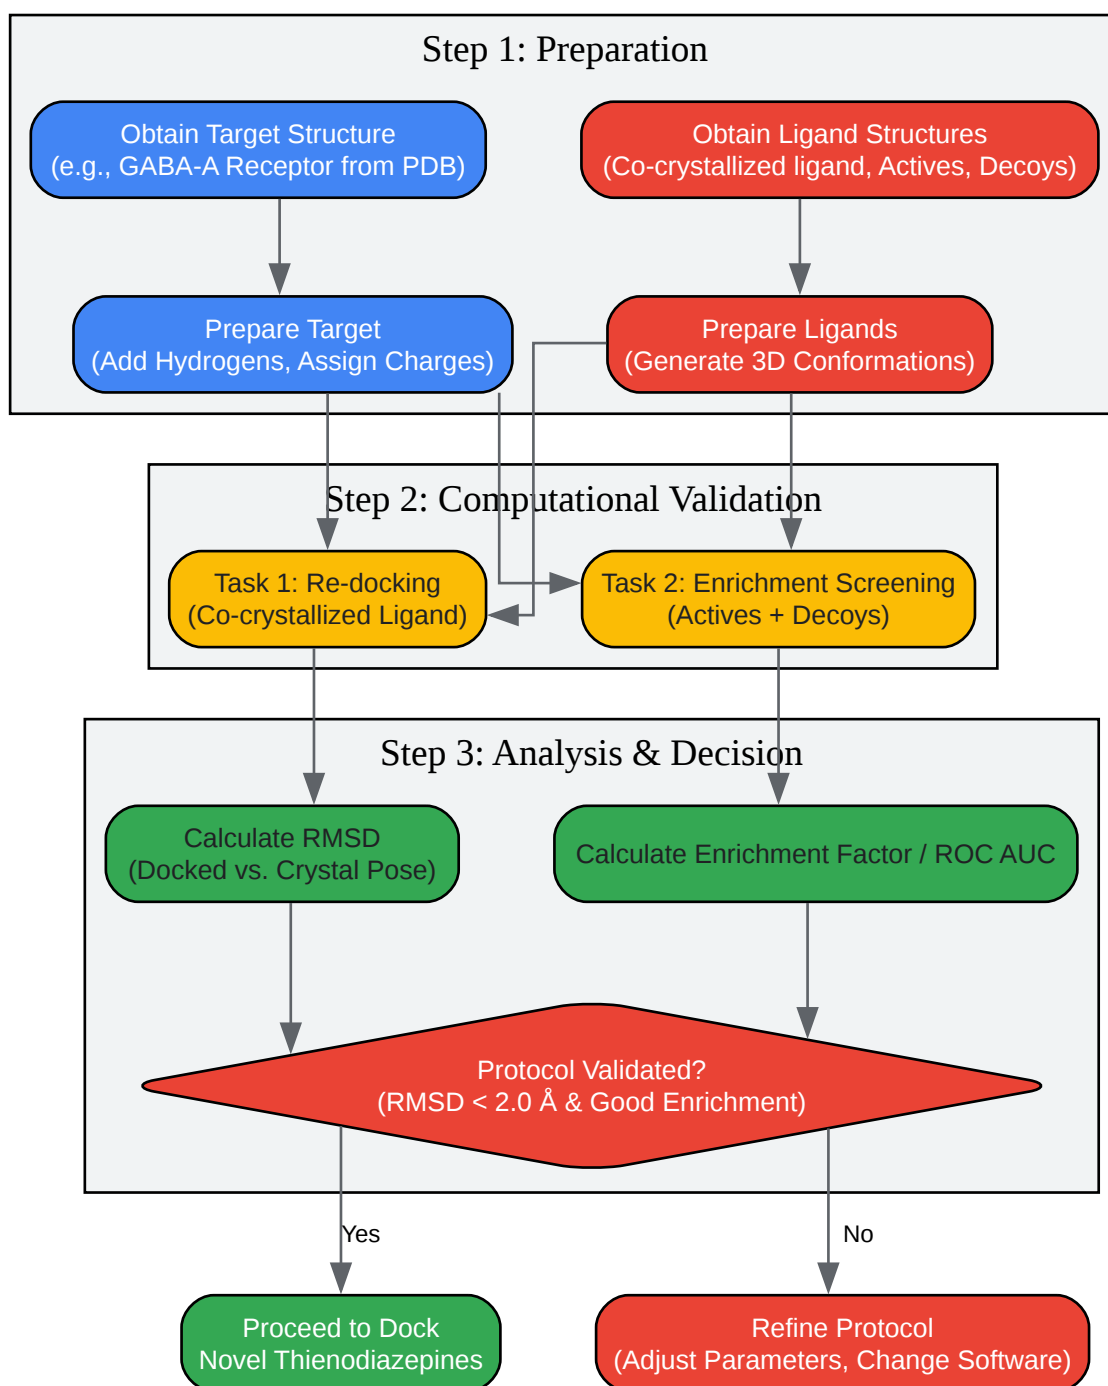 Step 1: Preparation
Obtain Target Structure
(e.g., GABA-A Receptor from PDB)
Obtain Ligand Structures
(Co-crystallized ligand, Actives, Decoys)
Prepare Target
(Add Hydrogens, Assign Charges)
Prepare Ligands
(Generate 3D Conformations)
Step 2: Computational Validation
Task 1: Re-docking
(Co-crystallized Ligand)
Task 2: Enrichment Screening
(Actives + Decoys)
Step 3: Analysis & Decision
Calculate RMSD
(Docked vs. Crystal Pose)
Calculate Enrichment Factor / ROC AUC
Protocol Validated?
(RMSD < 2.0 Å & Good Enrichment)
Yes
No
Proceed to Dock
Novel Thienodiazepines
Refine Protocol
(Adjust Parameters, Change Software)